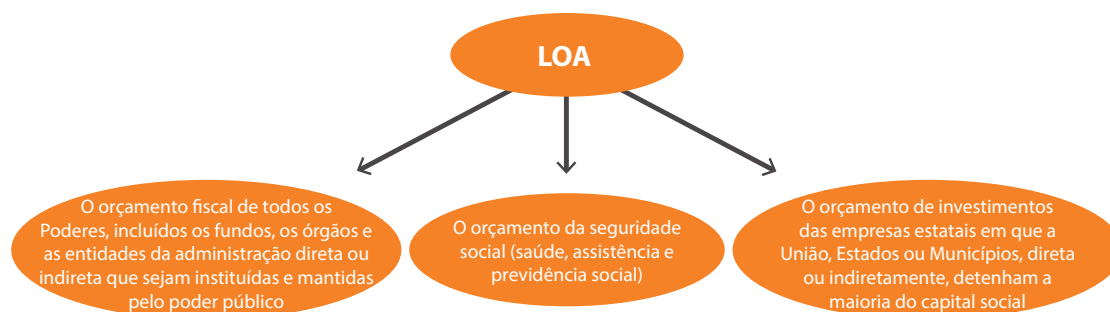 LOA
O orçamento fiscal de todos os
Poderes, incluídos os fundos, os órgãos e
as entidades da administração direta ou
indireta que sejam instituídas e mantidas
pelo poder público
O orçamento da seguridade
social (saúde, assistência e
previdência social)
O orçamento de investimentos
das empresas estatais em que a
União, Estados ou Municípios, direta
ou indiretamente, detenham a
maioria do capital social